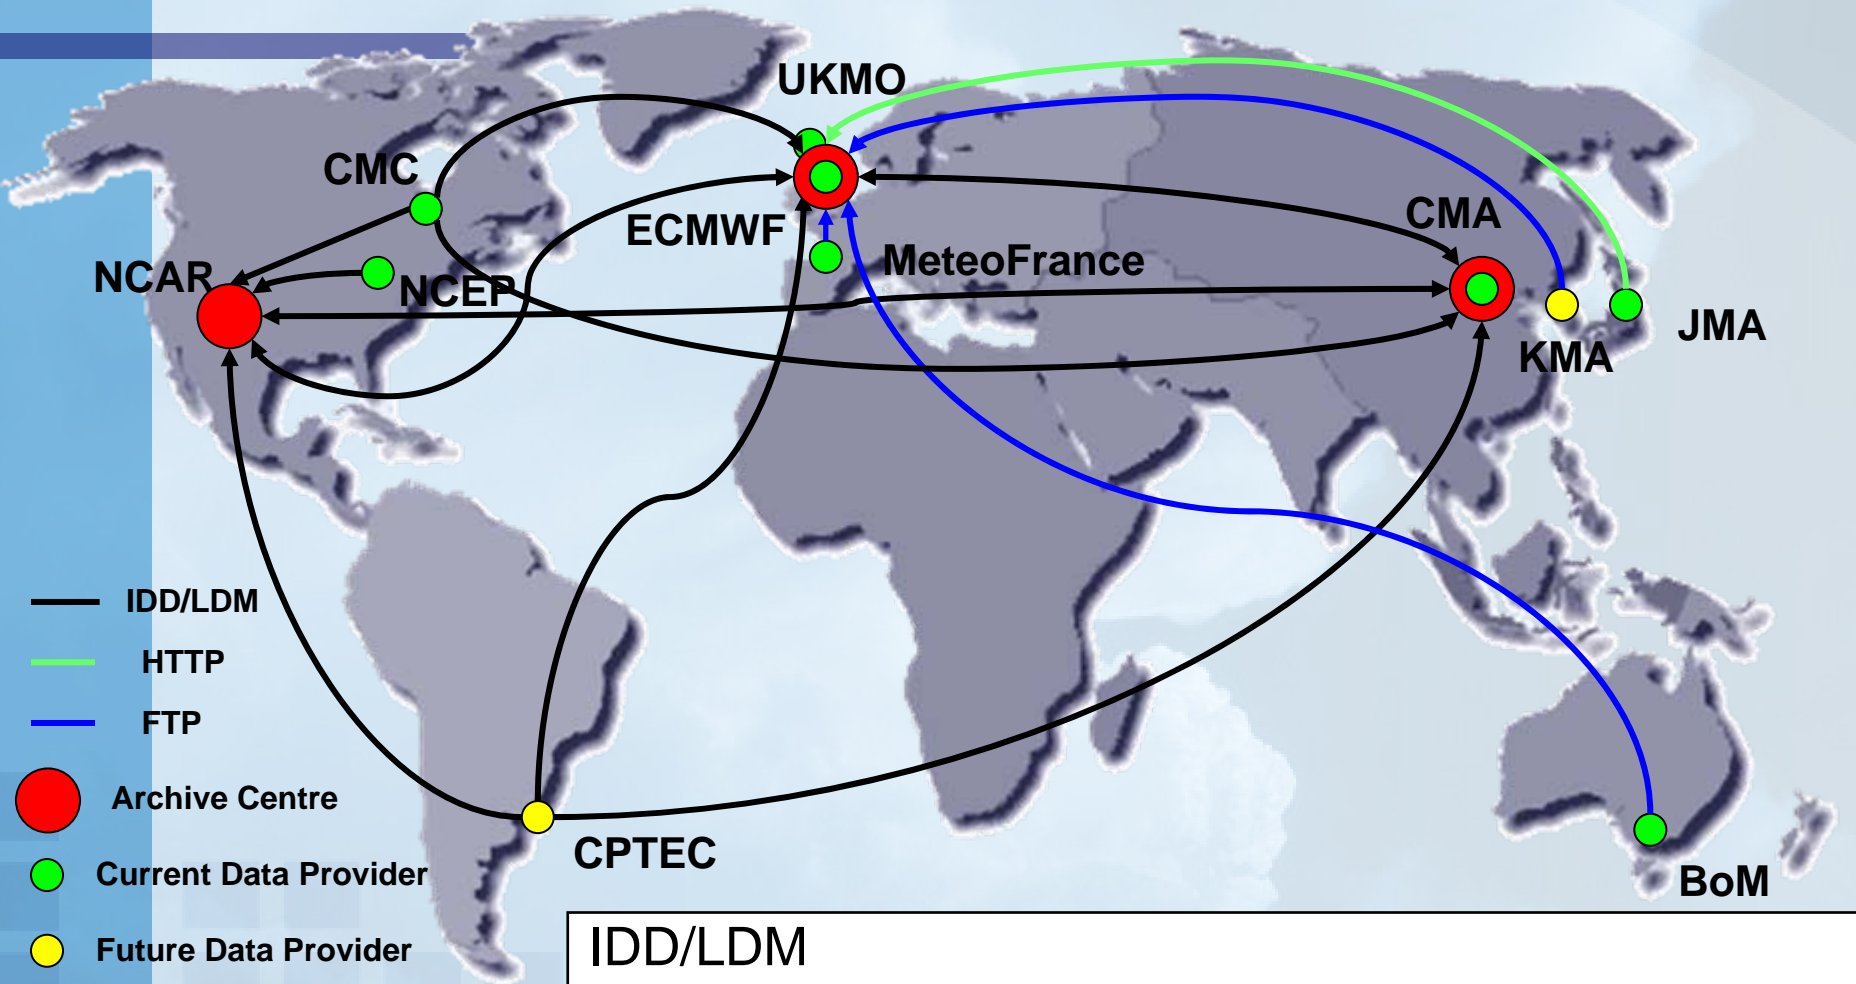 UKMO
CMC
CMA
ECMWF
MeteoFrance
NCAR
NCEP
JMA
KMA
IDD/LDM
HTTP
FTP
Archive Centre
CPTEC
Current Data Provider
BoM
Future Data Provider
IDD/LDM